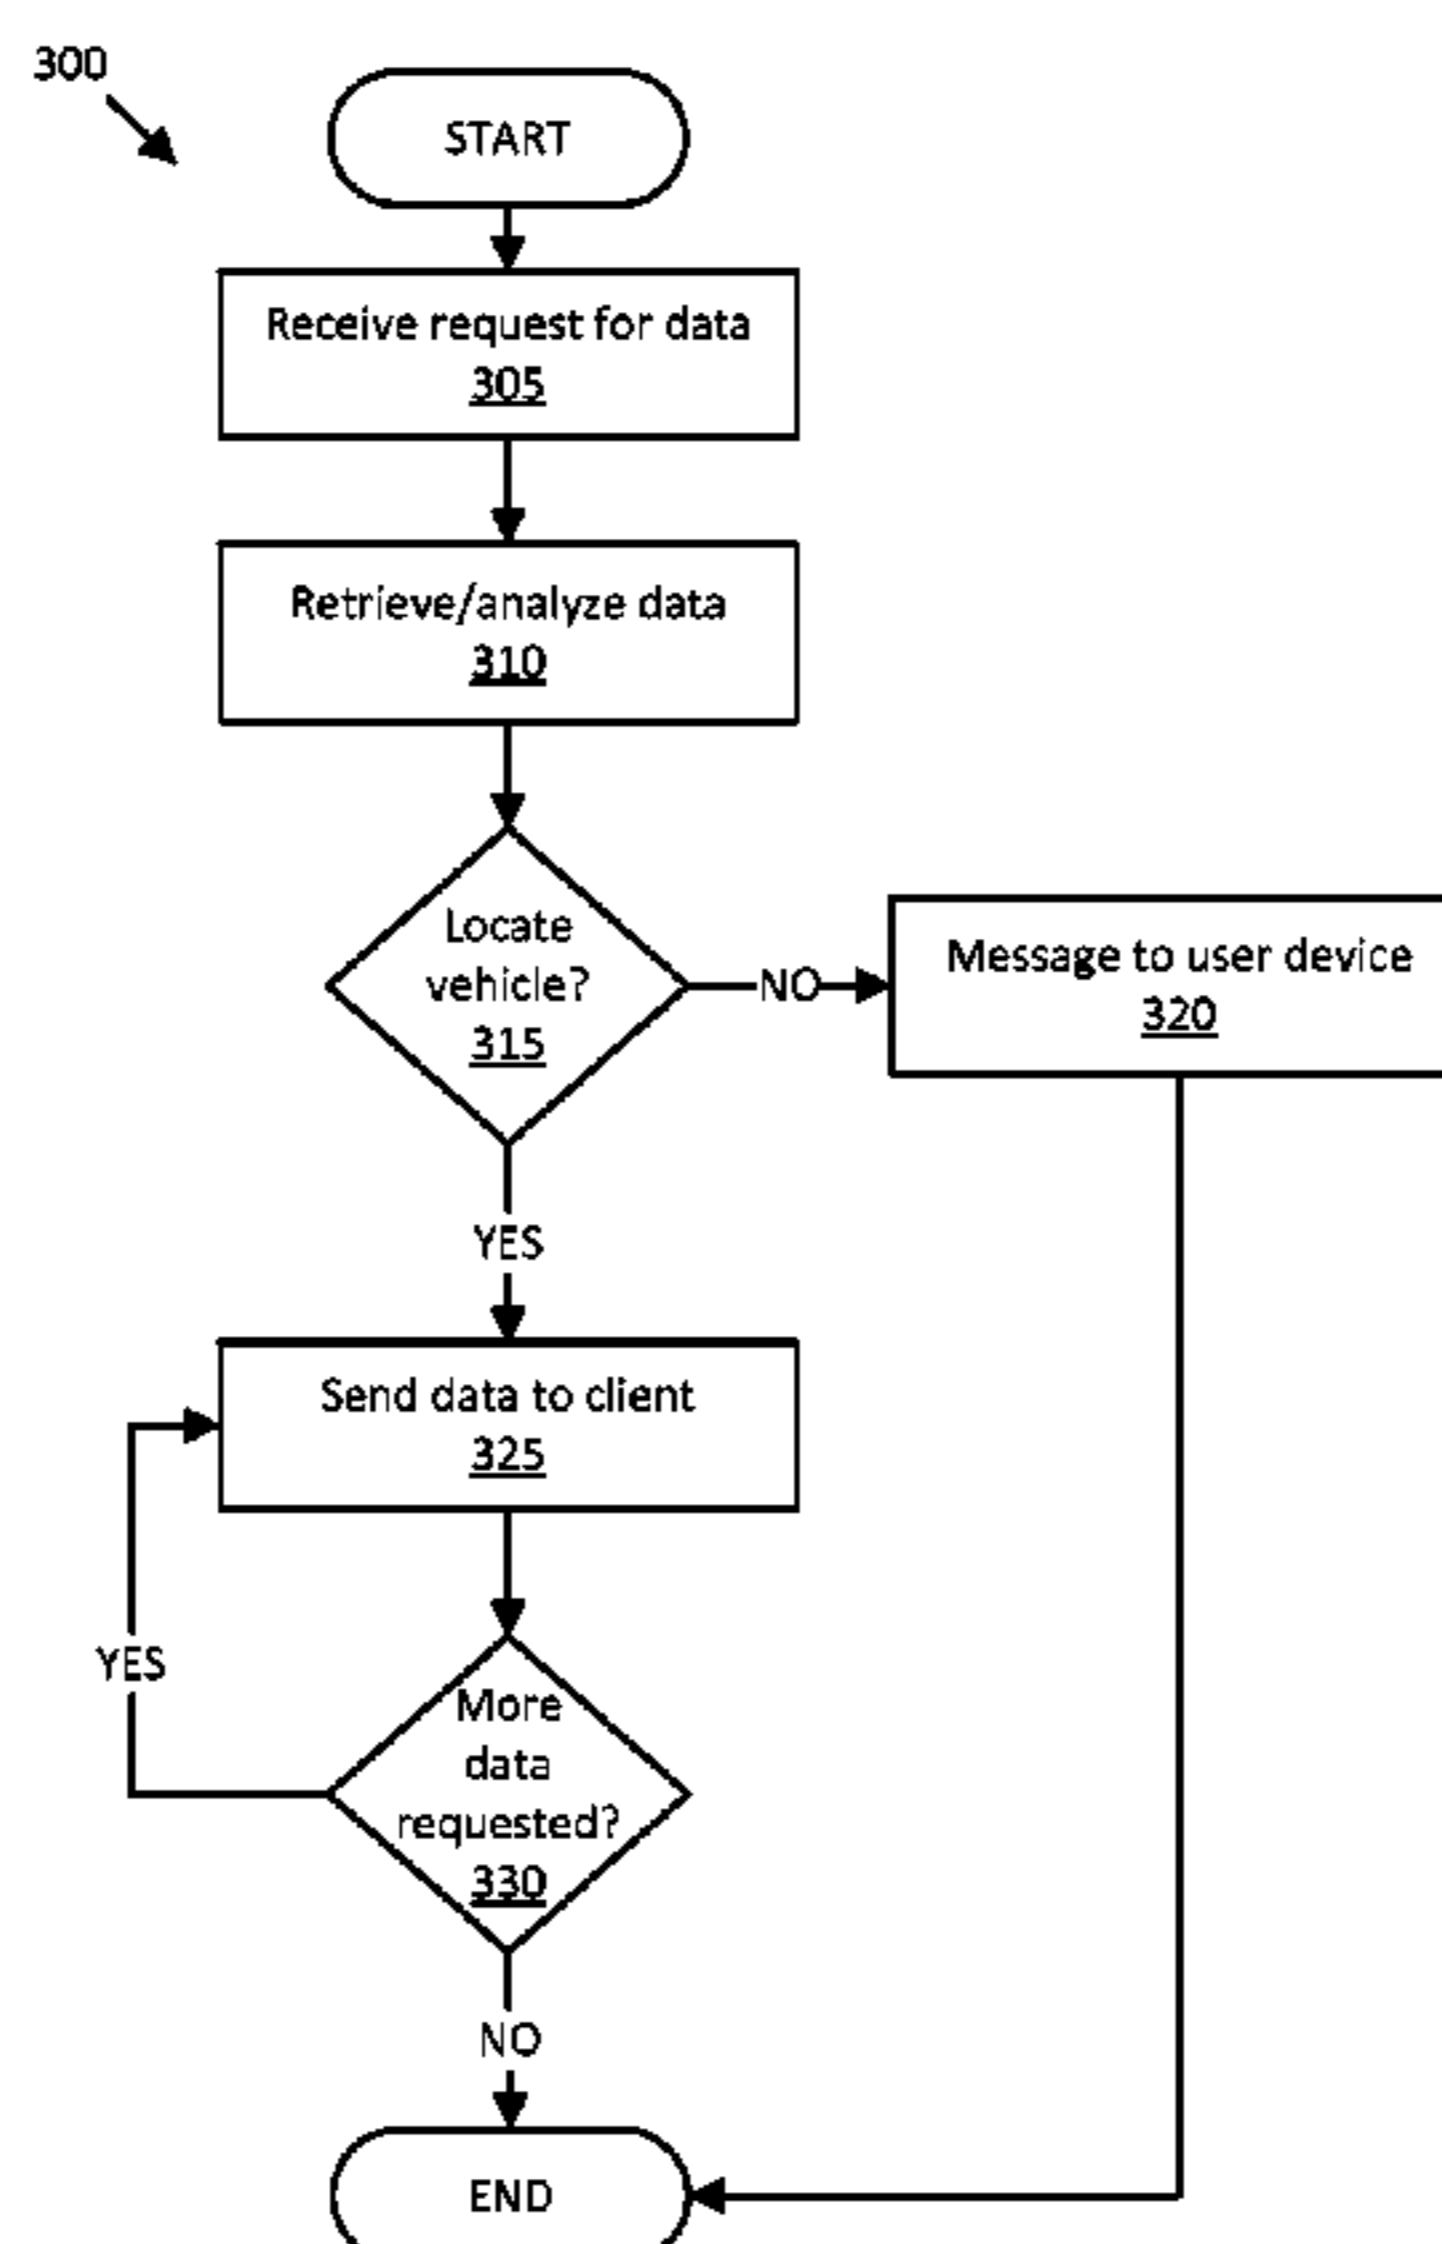 300
START
Receive request for data
305
Retrieve/analyze data
310
Locate
vehicle?
315
NO
Message to user device
320
YES
Send data to client
325
YES
More
data
requested?
330
NO
END